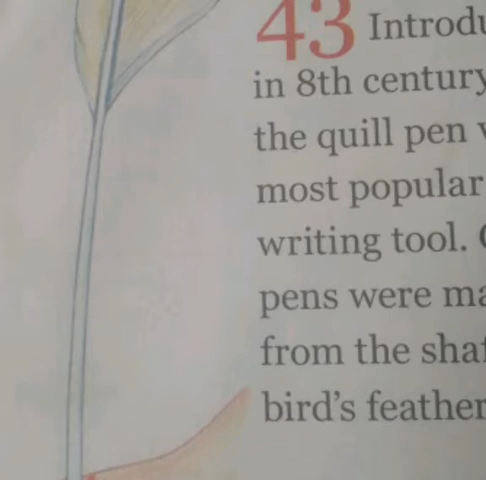 43 Introdu
in 8th century
the quill pen
most popular
writing tool.
pens were ma
from the shaf
bird's feather